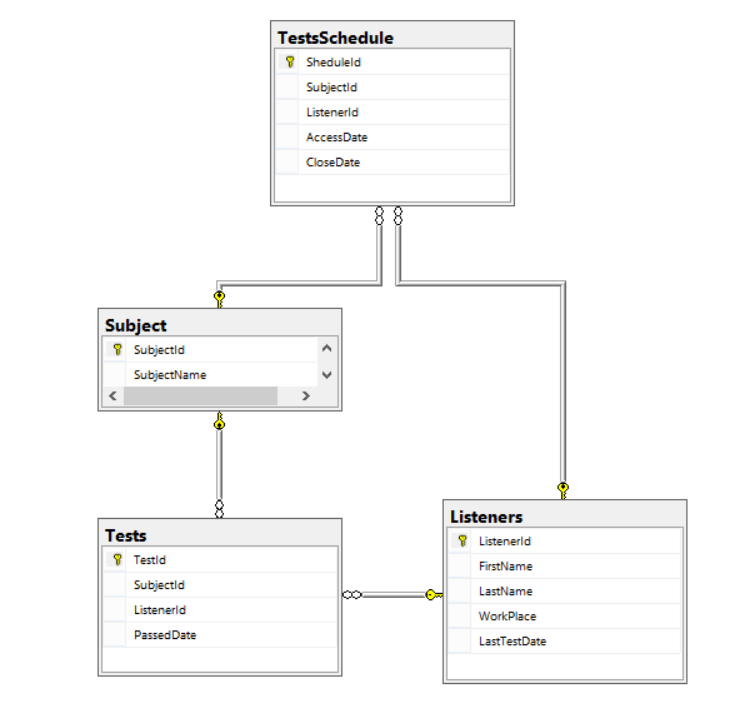 TestsSchedule
SheduleId
SubjectId
ListenerId
AccessDate
CloseDate
Subject
SubjectId
SubjectName
Tests
TestId
SubjectId
ListenerId
PassedDate
Listeners
ListenerId
FirstName
LastName
WorkPlace
LastTestDate